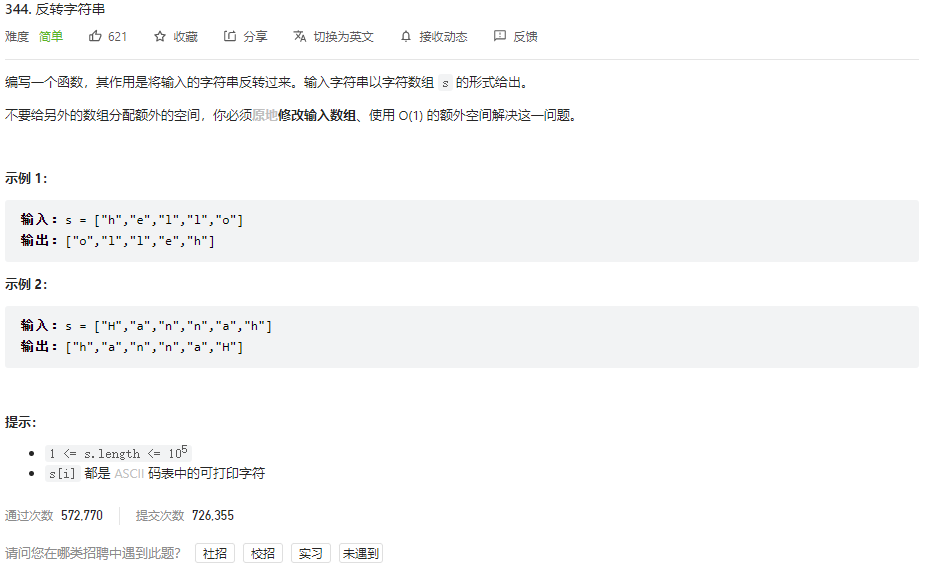 344. 反转字符串
难度 简单 621 收藏 分享 切换为英文 接收动态 反馈
编写一个函数，其作用是将输入的字符串反转过来。输入字符串以字符数组 s 的形式给出。
不要给另外的数组分配额外的空间，你必须原地修改输入数组、使用 O(1) 的额外空间解决这一问题。
示例 1：
输入：s = ["h","e","l","l","o"]
输出：["o","l","l","e","h"]
示例 2：
输入：s = ["H","a","n","n","a","h"]
输出：["h","a","n","n","a","H"]
提示：
1 <= s.length <= 10⁵
s[i] 都是 ASCII 码表中的可打印字符
通过次数 572,770 提交次数 726,355
请问您在哪类招聘中遇到此题？ 社招 校招 实习 未遇到